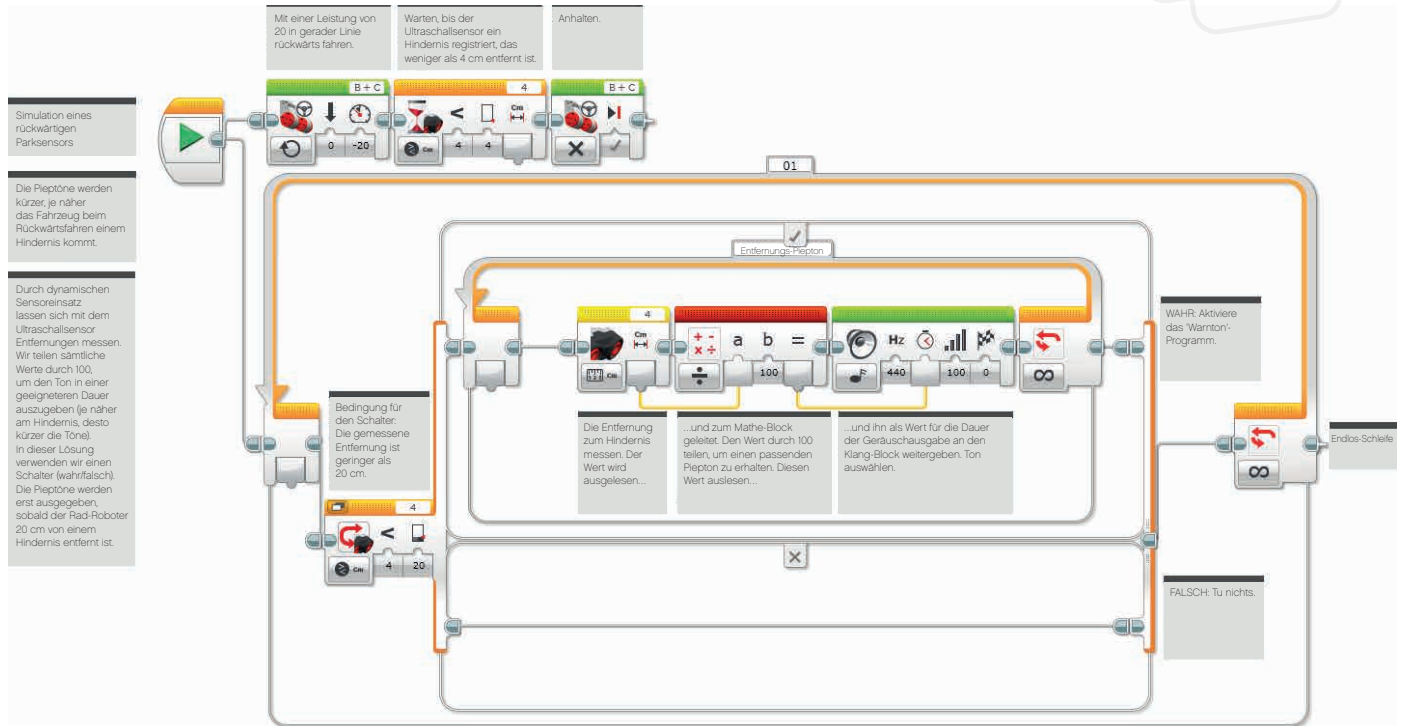 Mit einer Leistung von
20 in gerader Linie
rückwärts fahren.
Warten, bis der
Ultraschallsensor ein
Hindernis registriert, das
weniger als 4 cm entfernt ist.
Anhalten.
B + C
4
B + C
Cm
0
-20
Cm
4
4
Simulation eines
rückwärtigen
Parksensors
Die Pieptöne werden
kürzer, je näher
das Fahrzeug beim
Rückwärtsfahren einem
Hindernis kommt.
Durch dynamischen
Sensoreinsatz
lassen sich mit dem
Ultraschallsensor
Entfernungen messen.
Wir teilen sämtliche
Werte durch 100,
um den Ton in einer
geeigneteren Dauer
auszugeben (je näher
am Hindernis, desto
kürzer die Töne).
In dieser Lösung
verwenden wir einen
Schalter (wahr/falsch).
Die Pieptöne werden
erst ausgegeben,
sobald der Rad-Roboter
20 cm von einem
Hindernis entfernt ist.
01
Entfernungs-Piepton
4
Cm
a b =
Hz
Cm
100
440
100
0
Die Entfernung
zum Hindernis
messen. Der
Wert wird
ausgelesen...
...und zum Mathe-Block
geleitet. Den Wert durch 100
teilen, um einen passenden
Piepton zu erhalten. Diesen
Wert auslesen...
...und ihn als Wert für die Dauer
der Geräuschausgabe an den
Klang-Block weitergeben. Ton
auswählen.
Bedingung für
den Schalter:
Die gemessene
Entfernung ist
geringer als
20 cm.
4
Cm
4
20
WAHR: Aktiviere
das 'Warnton'-
Programm.
Endlos-Schleife
FALSCH: Tu nichts.